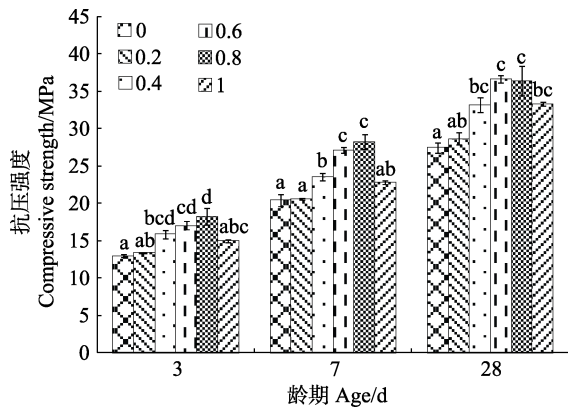 45
40
35
30
25
20
15
10
5
0
抗压强度
Compressive strength/MPa
0 0.6
0.2 0.8
0.4 1
a ab bcd cd d abc
a a b c c ab
a ab bc c c bc
3 7 28
龄期 Age/d